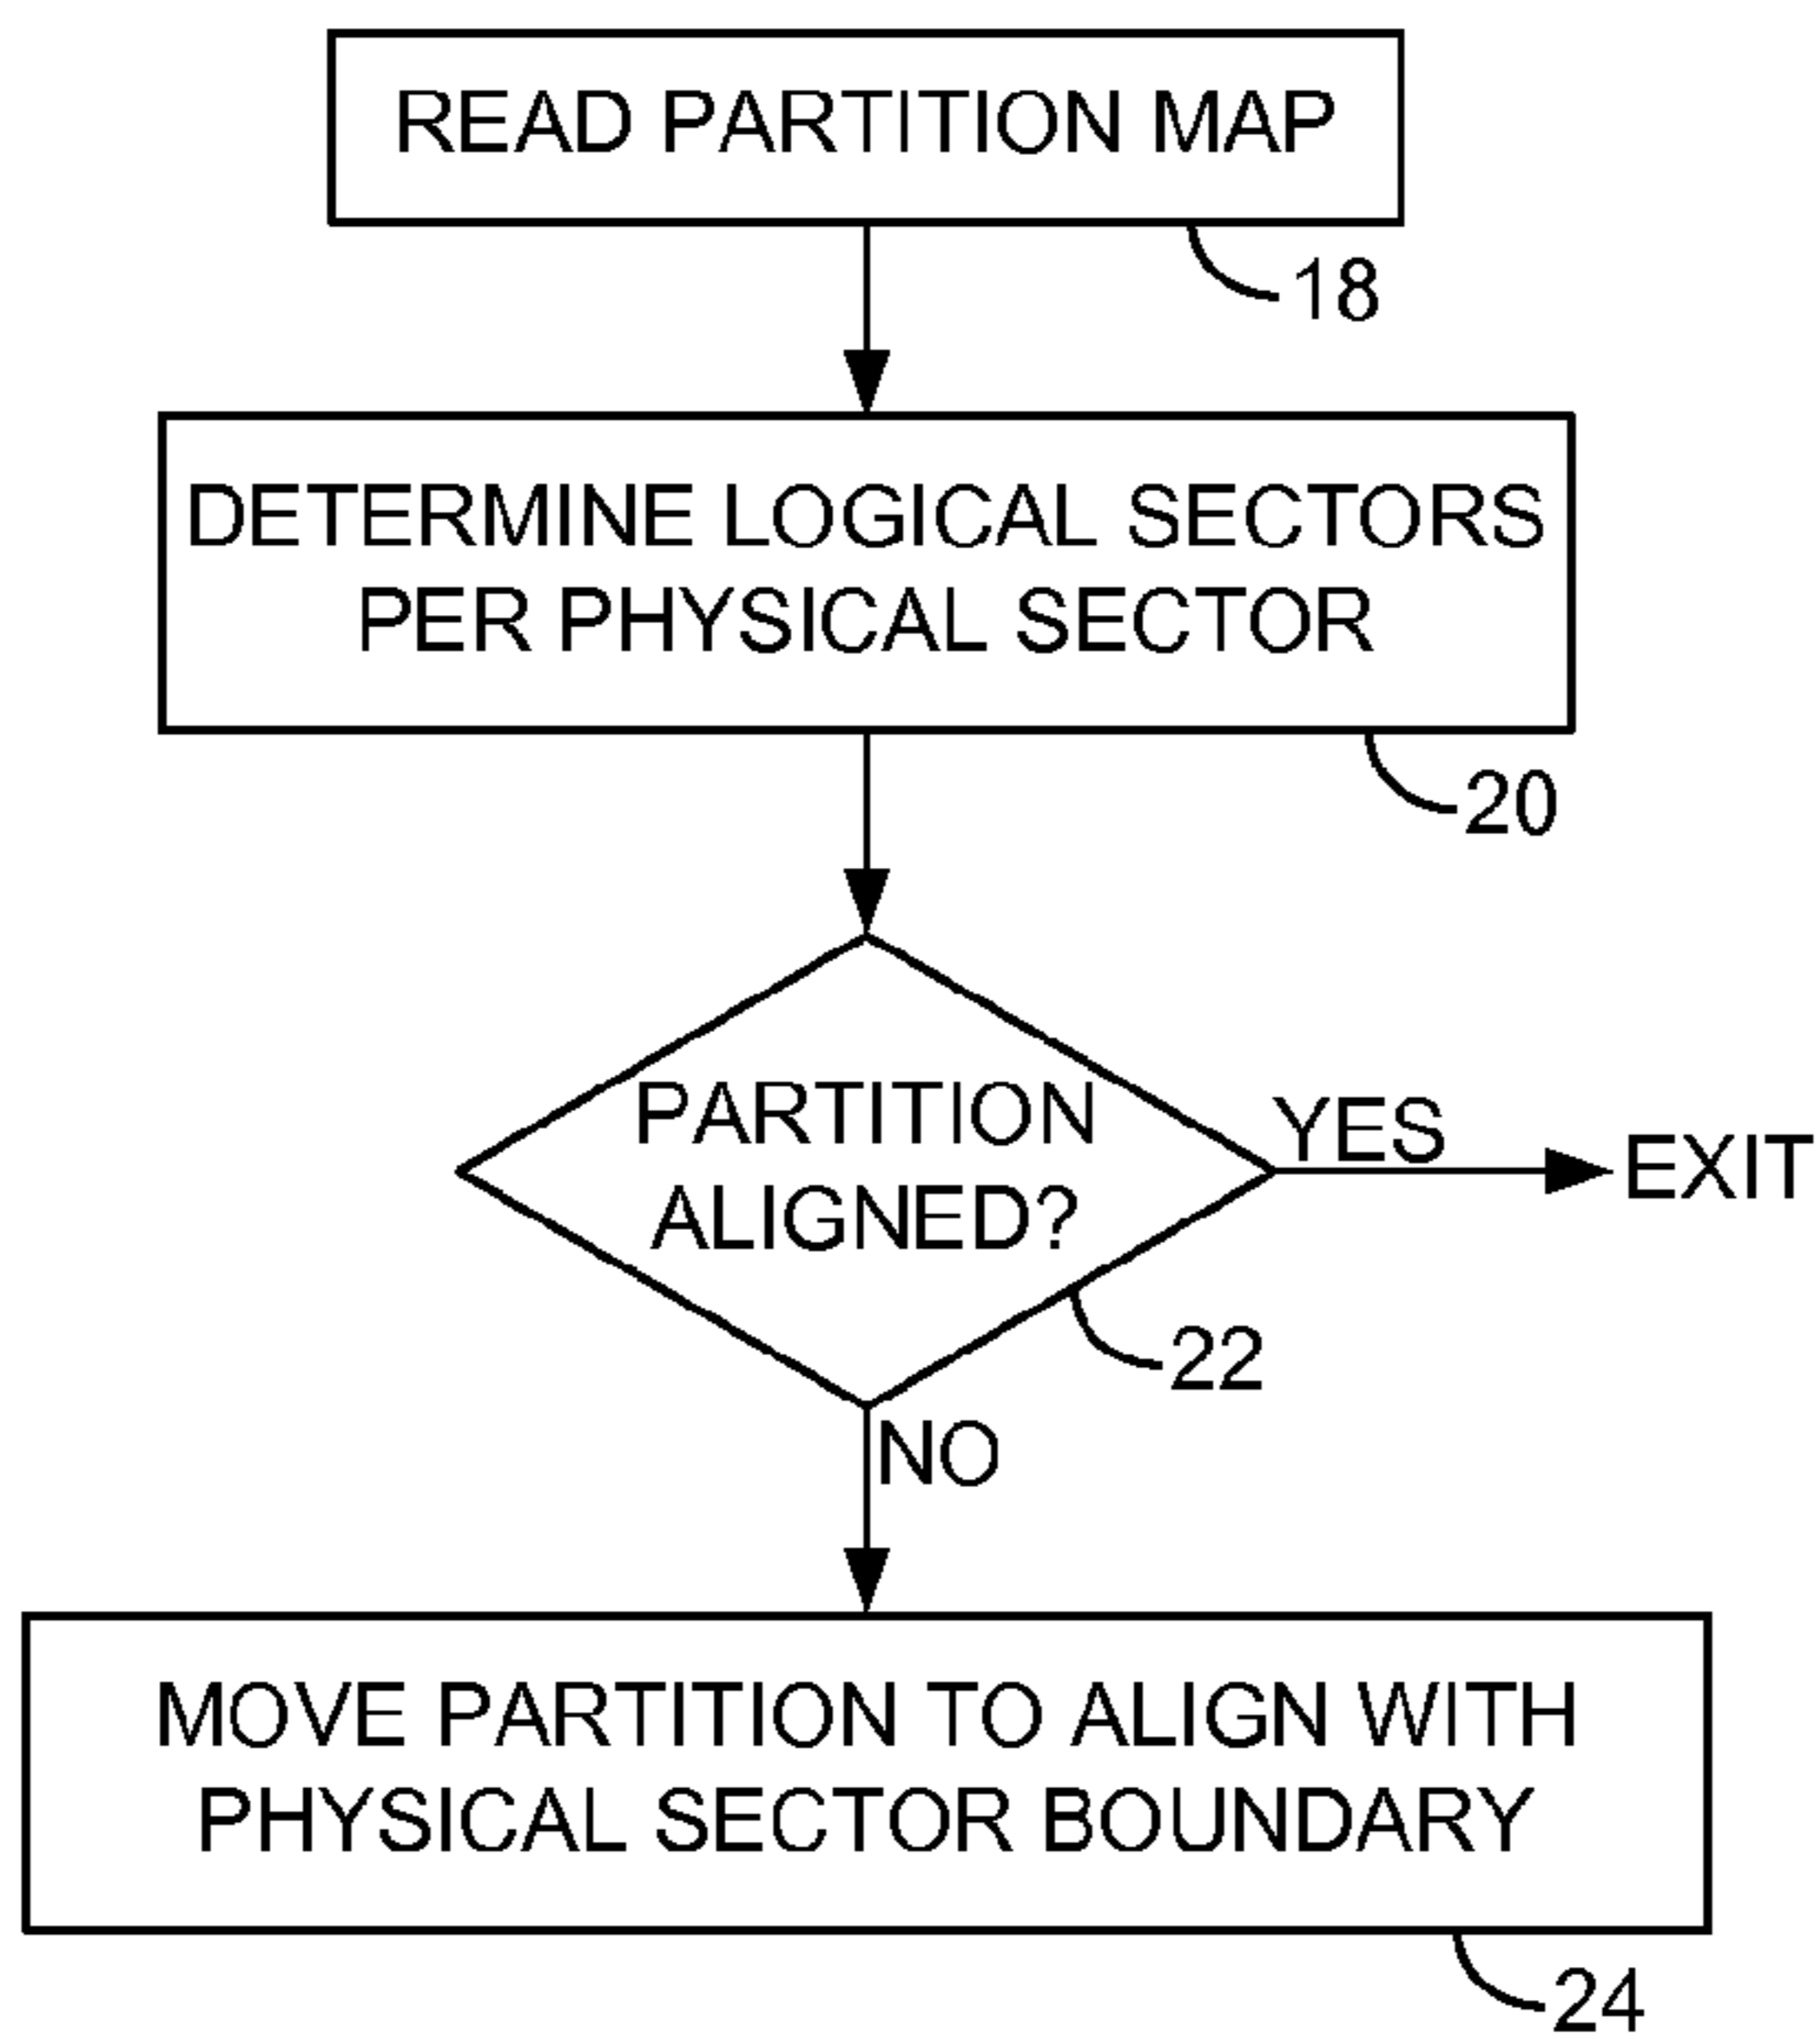 READ PARTITION MAP
18
DETERMINE LOGICAL SECTORS
PER PHYSICAL SECTOR
20
PARTITION
ALIGNED?
YES
EXIT
22
NO
MOVE PARTITION TO ALIGN WITH
PHYSICAL SECTOR BOUNDARY
24